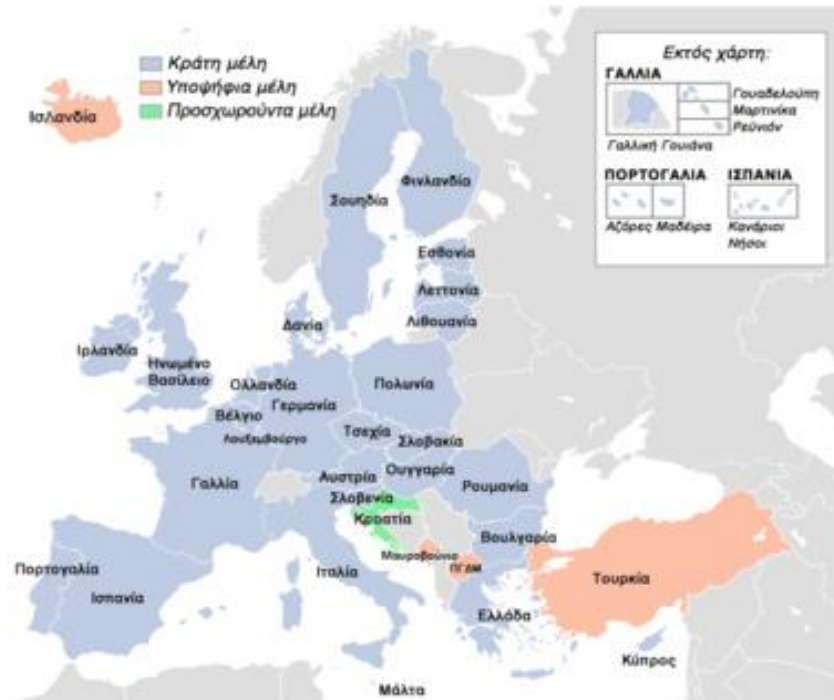 Κράτη μέλη
Υποψήφια μέλη
Προσχωρούντα μέλη
Εκτός χάρτη:
ΓΑΛΛΙΑ
Γουαδελούπη
Μαρτινίκα
Ρεϋνιόν
Γαλλική Γουιάνα
ΠΟΡΤΟΓΑΛΙΑ
ΙΣΠΑΝΙΑ
Αζόρες Μαδέιρα
Κανάριοι
Νήσοι
Ισλανδία
Φινλανδία
Σουηδία
Εσθονία
Λεττονία
Λιθουανία
Δανία
Ιρλανδία
Ηνωμένο
Βασίλειο
Ολλανδία
Πολωνία
Γερμανία
Βέλγιο
Λουξεμβούργο
Τσεχία
Σλοβακία
Γαλλία
Αυστρία
Ουγγαρία
Ρουμανία
Σλοβενία
Κροατία
Βουλγαρία
Μαυροβούνιο
ΠΓΔΜ
Πορτογαλία
Ισπανία
Ιταλία
Τουρκία
Ελλάδα
Κύπρος
Μάλτα